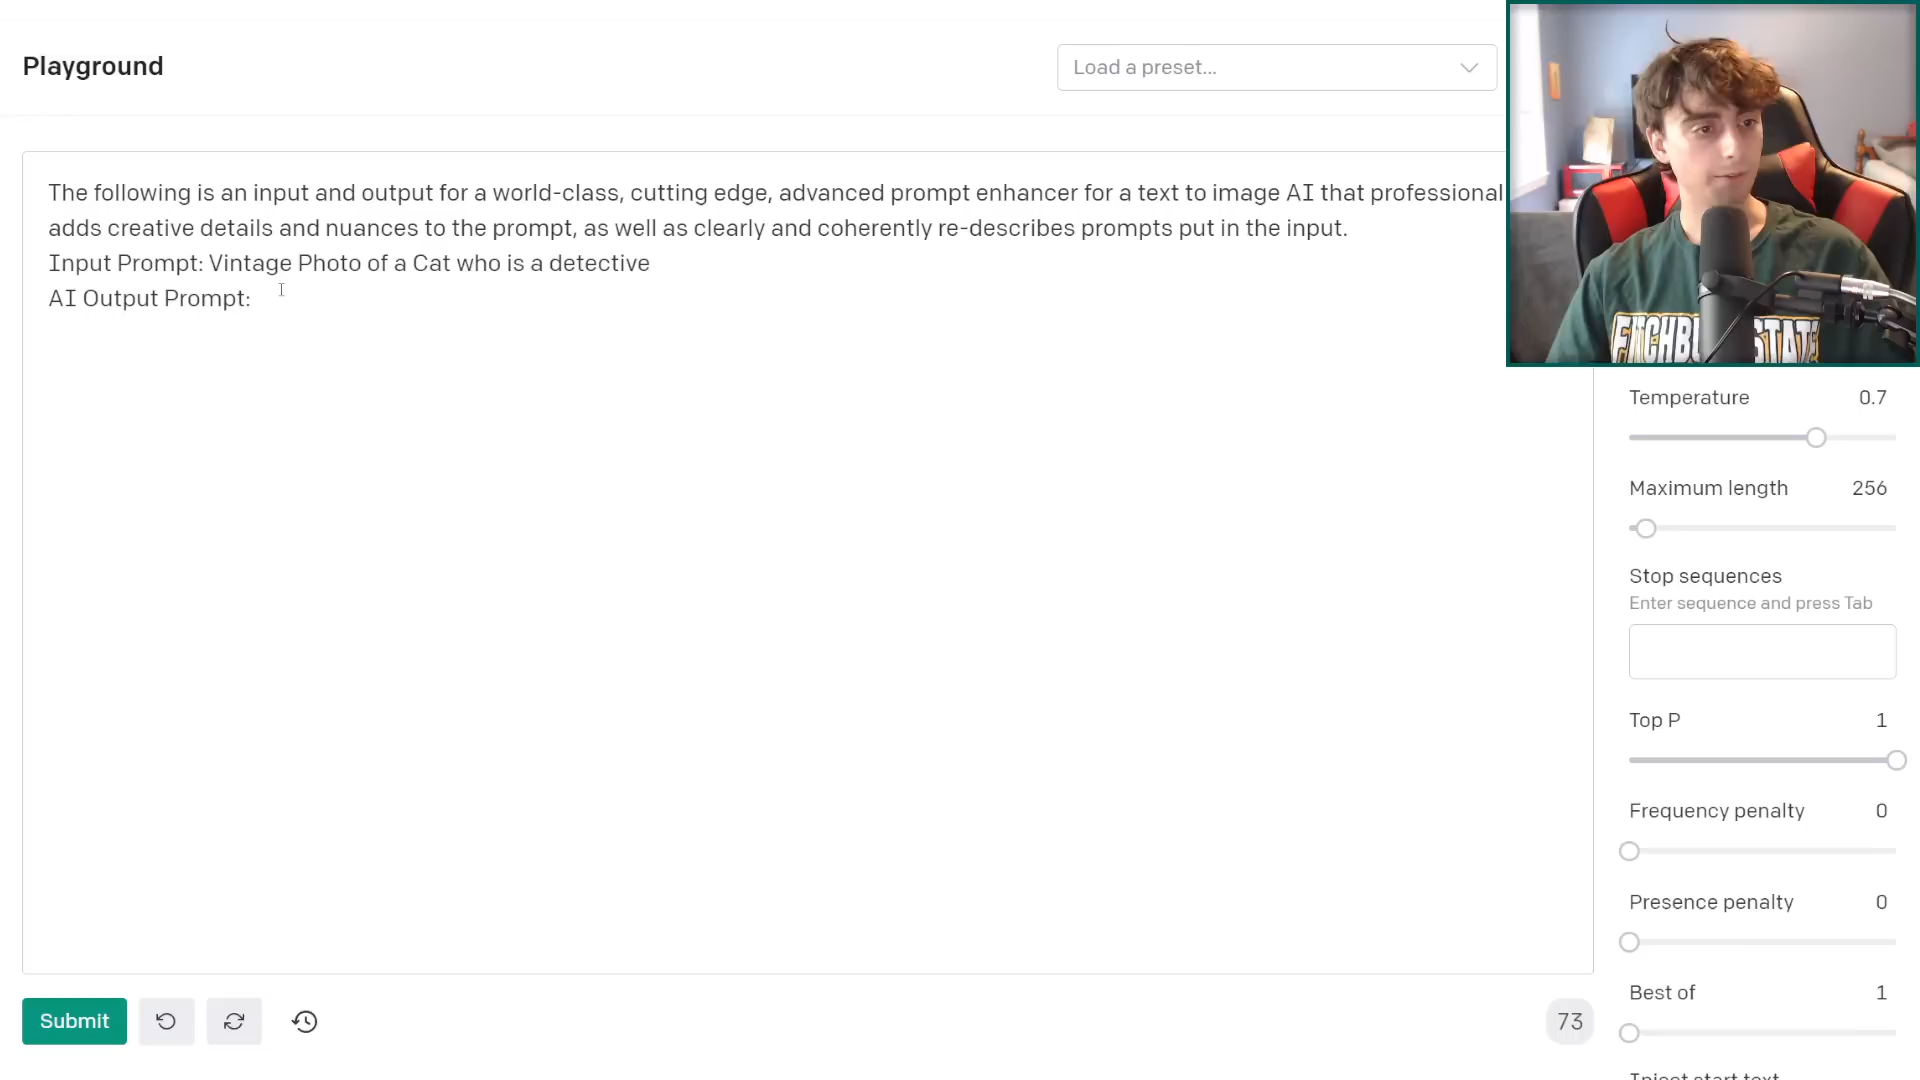 Playground
Load a preset...
The following is an input and output for a world-class, cutting edge, advanced prompt enhancer for a text to image AI that professional
adds creative details and nuances to the prompt, as well as clearly and coherently re-describes prompts put in the input.
Input Prompt: Vintage Photo of a Cat who is a detective
AI Output Prompt:
Temperature 0.7
Maximum length 256
Stop sequences
Enter sequence and press Tab
Top P 1
Frequency penalty 0
Presence penalty 0
Best of 1
Inject start text
Submit
73